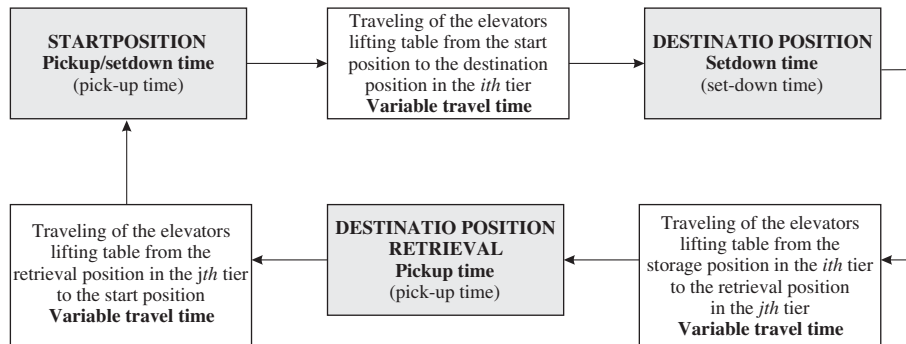 STARTPOSITION
Pickup/setdown time
(pick-up time)
Traveling of the elevators
lifting table from the start
position to the destination
position in the ith tier
Variable travel time
DESTINATIO POSITION
Setdown time
(set-down time)
Traveling of the elevators
lifting table from the
retrieval position in the jth tier
to the start position
Variable travel time
DESTINATIO POSITION
RETRIEVAL
Pickup time
(pick-up time)
Traveling of the elevators
lifting table from the
storage position in the ith tier
to the retrieval position
in the jth tier
Variable travel time